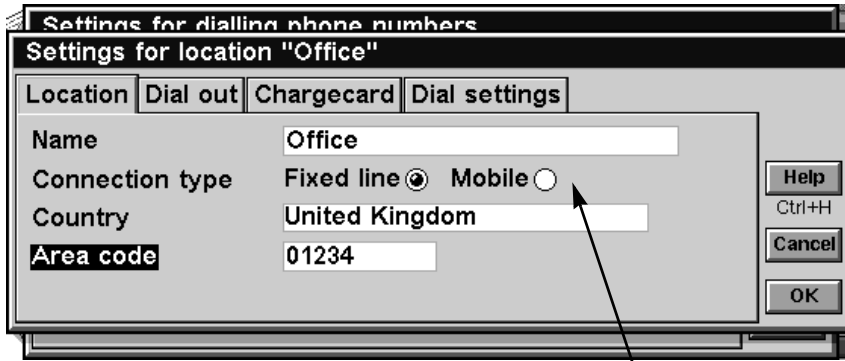 Settings for dialling phone numbers
Settings for location "Office"
Location Dial out Chargecard Dial settings
Name Office
Connection type Fixed line Mobile
Country United Kingdom
Area code 01234
Help
Ctrl+H
Cancel
OK